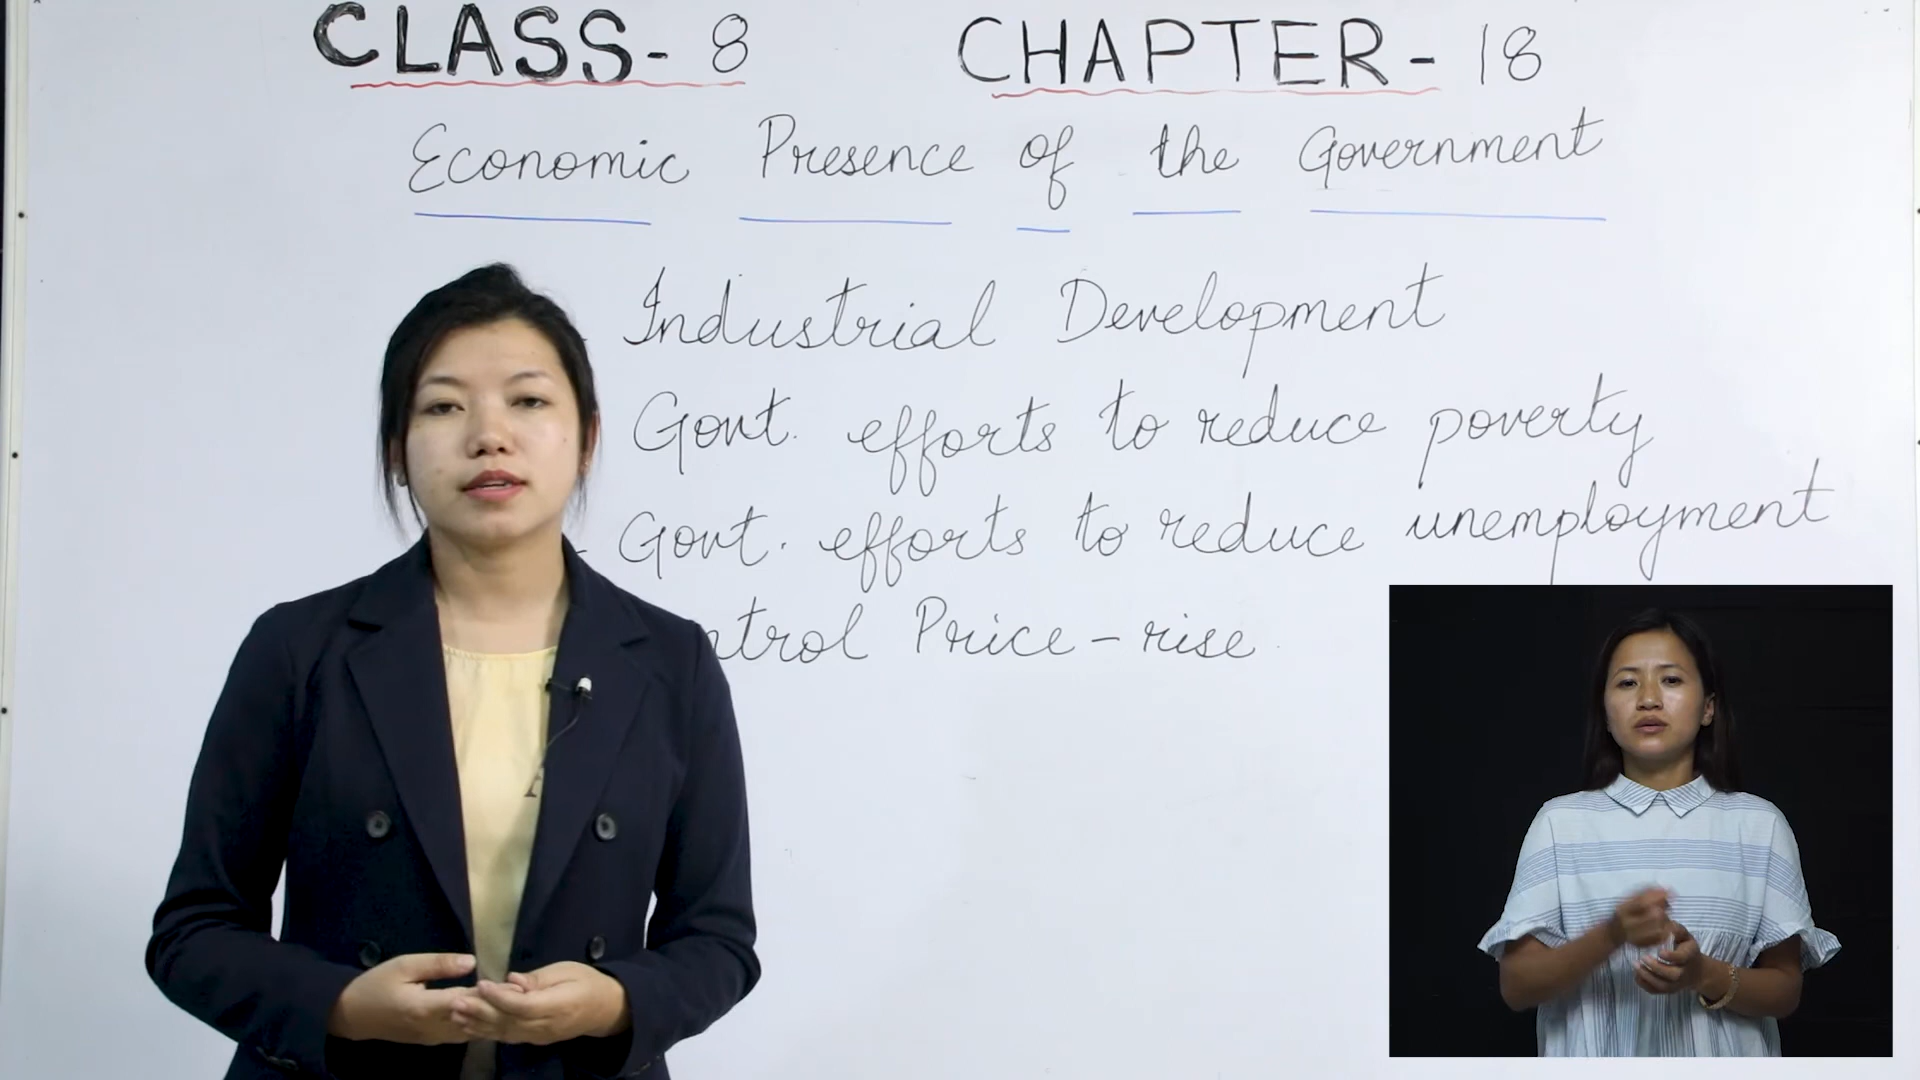 CLASS- 8 CHAPTER- 18
Economic Presence of the Government
Industrial Development
Govt. efforts to reduce poverty
- Govt. efforts to reduce unemployment
Price-rise